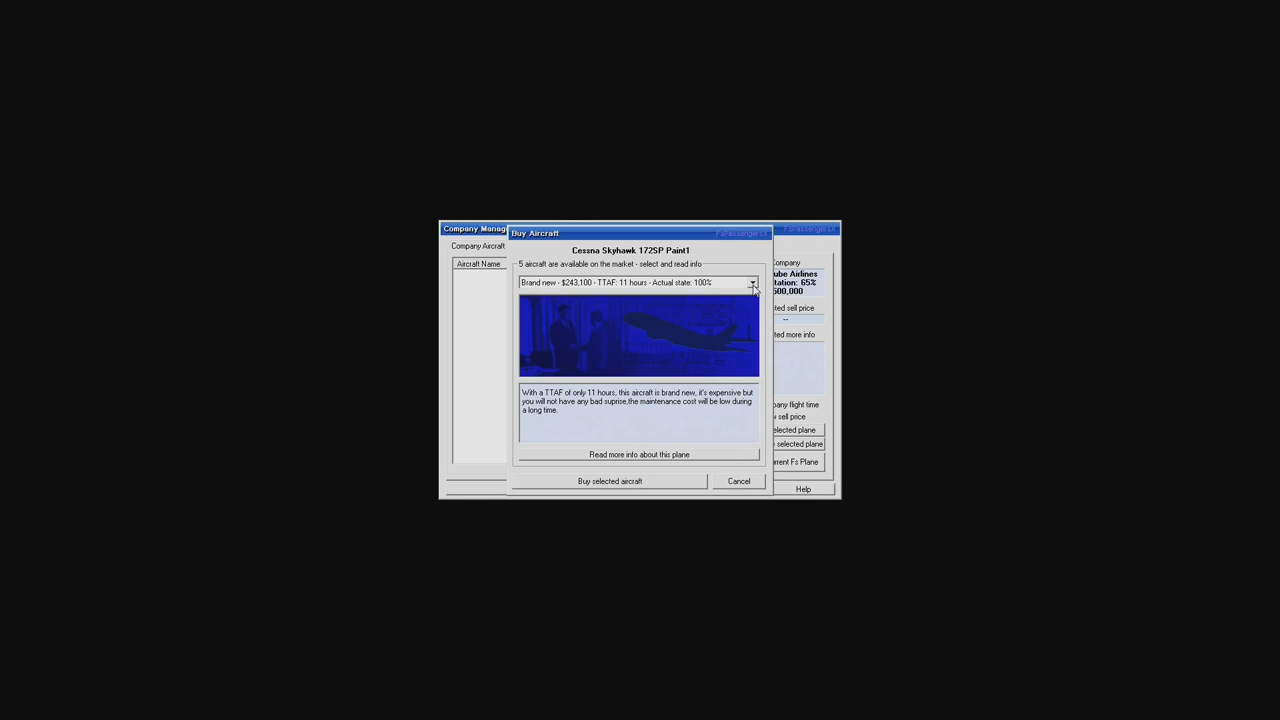 Company Manag
Buy Aircraft
FsPassengersX
FsPassengersX
Company Aircraft
Cessna Skyhawk 172SP Paint1
5 aircraft are available on the market - select and read info
ompany
Aircraft Name
Brand new - $243,100 - TTAF: 11 hours - Actual state: 100%
ube Airlines
tation: 65%
500,000
ted sell price
--
ted more info
With a TTAF of only 11 hours, this aircraft is brand new, it's expensive but
you will not have any bad suprise,the maintenance cost will be low during
a long time.
pany flight time
sell price
elected plane
selected plane
Read more info about this plane
rrent Fs Plane
Buy selected aircraft
Cancel
Help